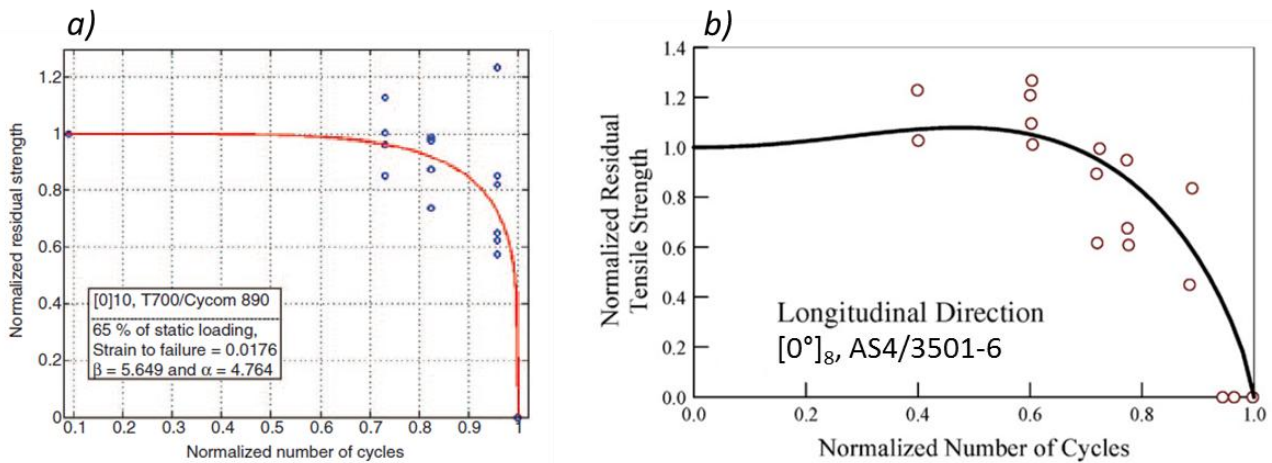 a)
Normalized residual strength
1.2
1
0.8
0.6
0.4
0.2
0
0.1 0.2 0.3 0.4 0.5 0.6 0.7 0.8 0.9 1
Normalized number of cycles
[0]10, T700/Cycom 890
65 % of static loading,
Strain to failure = 0.0176
β = 5.649 and α = 4.764
b)
Normalized Residual
Tensile Strength
1.4
1.2
1.0
0.8
0.6
0.4
0.2
0.0
0.0 0.2 0.4 0.6 0.8 1.0
Normalized Number of Cycles
Longitudinal Direction
[0°]₈, AS4/3501-6